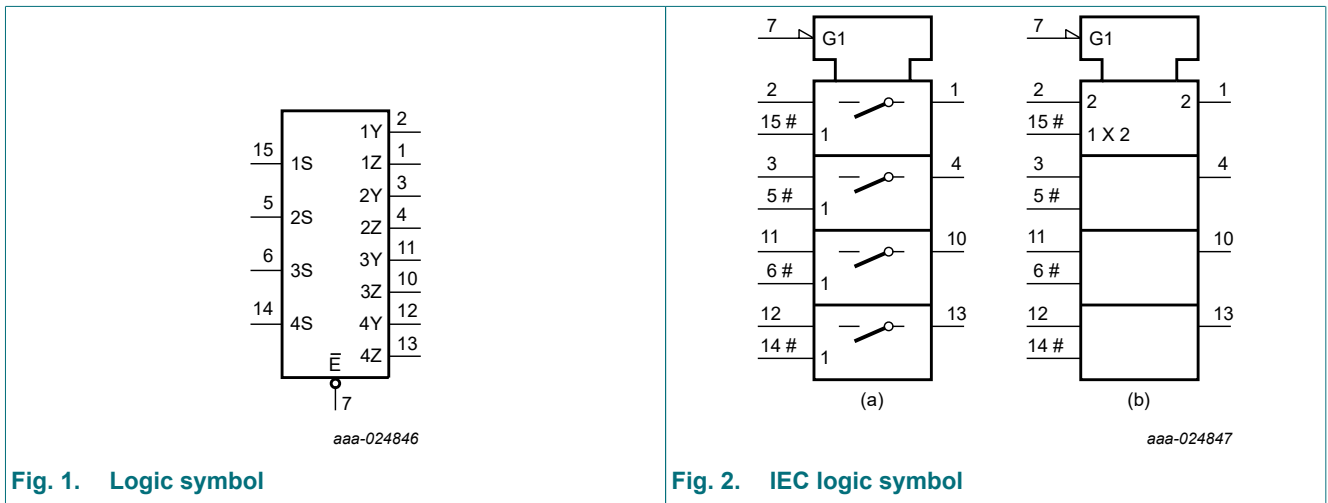 1Y 2
15 1S 1Z 1
2Y 3
5 2S 2Z 4
3Y 11
6 3S 3Z 10
14 4S 4Y 12
4Z 13
E̅
7
aaa-024846
Fig. 1. Logic symbol
7 G1
2 1
15 # 1
3 4
5 # 1
11 10
6 # 1
12 13
14 # 1
(a)
7 G1
2 2 2 1
15 # 1 X 2
3 4
5 #
11 10
6 #
12 13
14 #
(b)
aaa-024847
Fig. 2. IEC logic symbol